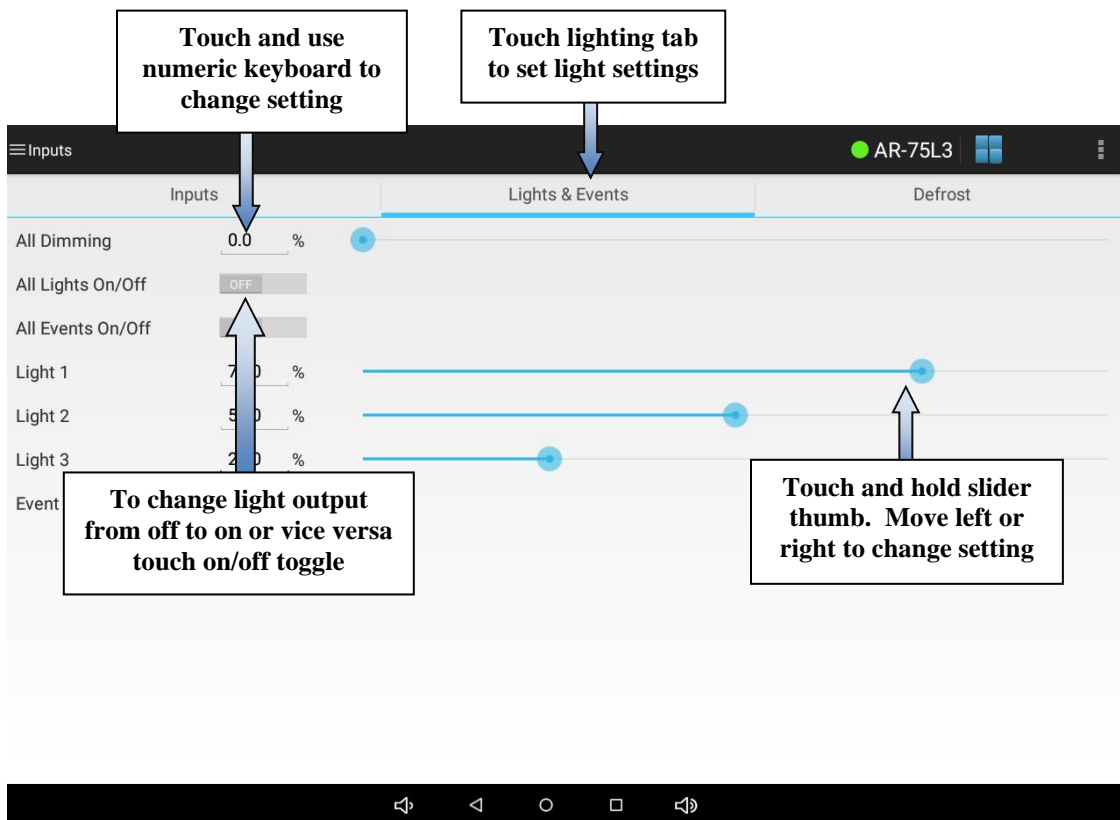 Touch and use
numeric keyboard to
change setting
Touch lighting tab
to set light settings
Inputs
AR-75L3
Inputs
Lights & Events
Defrost
All Dimming 0.0 %
All Lights On/Off OFF
All Events On/Off
Light 1 %
Light 2 %
Light 3 %
Event
To change light output
from off to on or vice versa
touch on/off toggle
Touch and hold slider
thumb. Move left or
right to change setting